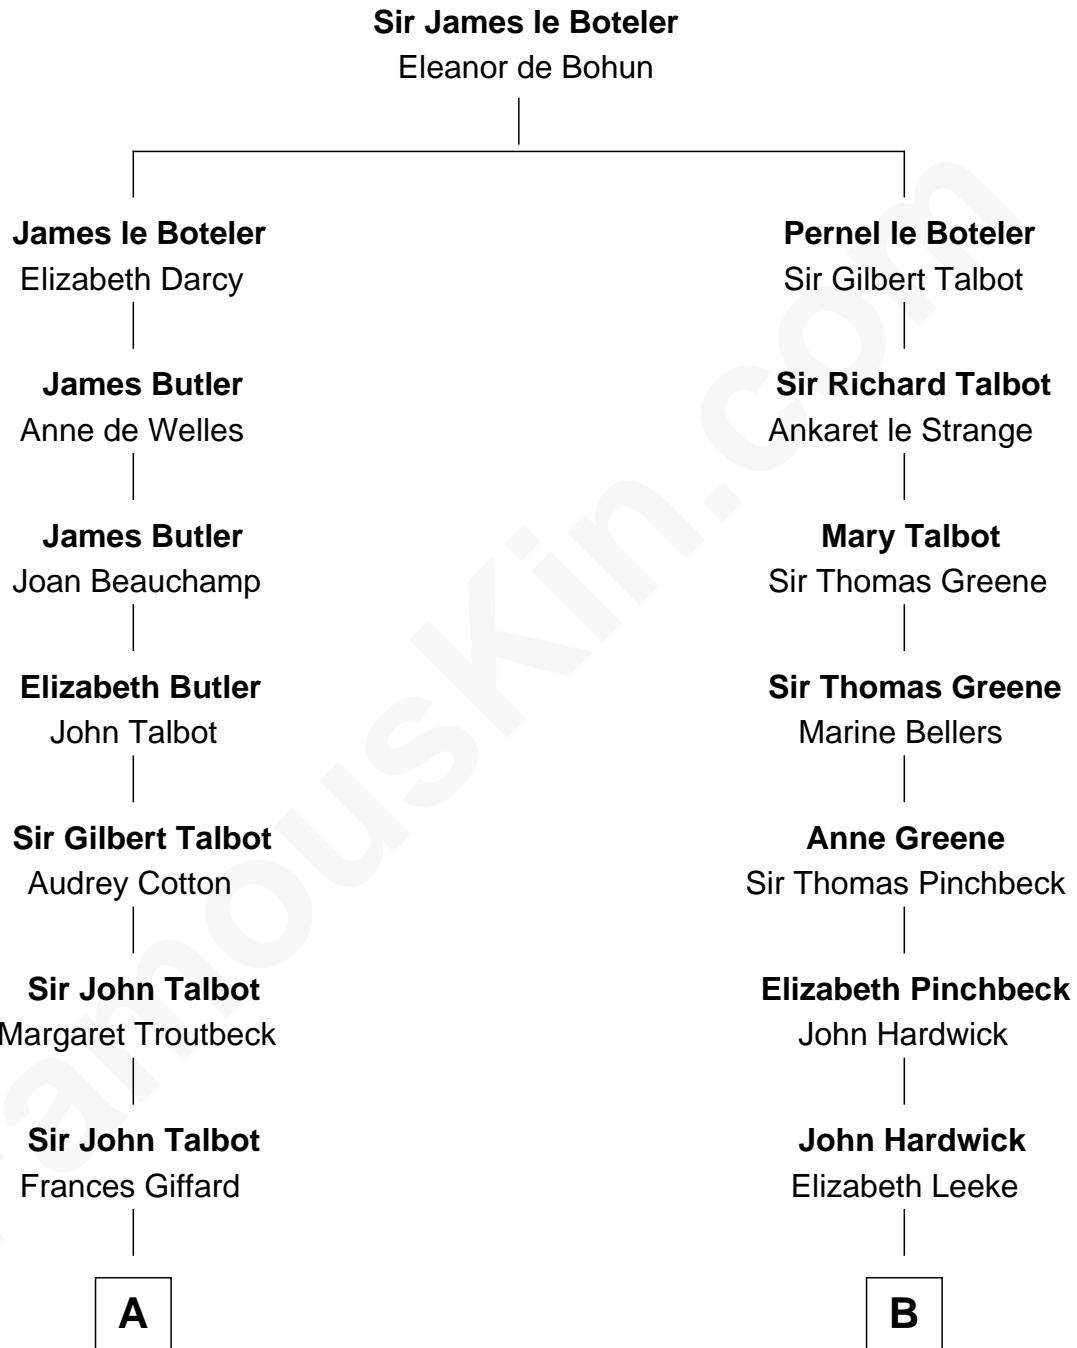 Sir James le Boteler
Eleanor de Bohun
James le Boteler
Elizabeth Darcy
James Butler
Anne de Welles
James Butler
Joan Beauchamp
Elizabeth Butler
John Talbot
Sir Gilbert Talbot
Audrey Cotton
Sir John Talbot
Margaret Troutbeck
Sir John Talbot
Frances Giffard
A
Pernel le Boteler
Sir Gilbert Talbot
Sir Richard Talbot
Ankaret le Strange
Mary Talbot
Sir Thomas Greene
Sir Thomas Greene
Marine Bellers
Anne Greene
Sir Thomas Pinchbeck
Elizabeth Pinchbeck
John Hardwick
John Hardwick
Elizabeth Leeke
B
FamousKin.com